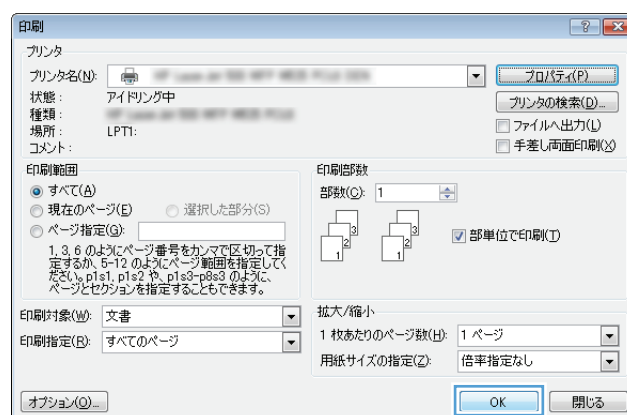 印刷
プリンタ
プリンタ名(N):
プロパティ(P)
状態: アイドリング中
プリンタの検索(D)...
種類:
場所: LPT1:
ファイルへ出力(L)
コメント:
手差し両面印刷(X)
印刷範囲
すべて(A)
現在のページ(E) 選択した部分(S)
ページ指定(G):
1, 3, 6 のようにページ番号をカンマで区切って指
定するか、5-12 のようにページ範囲を指定してく
ださい。p1s1, p1s2 や、p1s3-p8s3 のように、
ページとセクションを指定することもできます。
印刷部数
部数(C): 1
1 2 3 1 2 3
部単位で印刷(T)
印刷対象(W): 文書
印刷指定(R): すべてのページ
拡大/縮小
1 枚あたりのページ数(H): 1 ページ
用紙サイズの指定(Z): 倍率指定なし
オプション(O)...
OK 閉じる